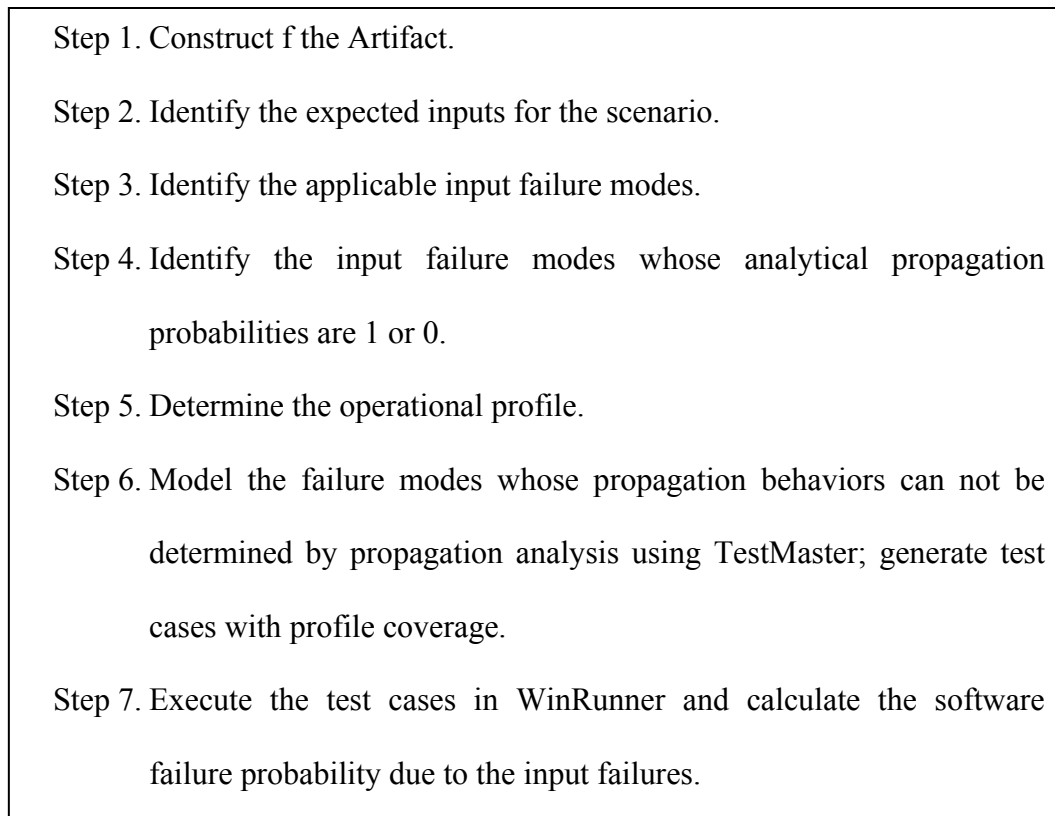 Step 1. Construct f the Artifact.
Step 2. Identify the expected inputs for the scenario.
Step 3. Identify the applicable input failure modes.
Step 4. Identify the input failure modes whose analytical propagation
probabilities are 1 or 0.
Step 5. Determine the operational profile.
Step 6. Model the failure modes whose propagation behaviors can not be
determined by propagation analysis using TestMaster; generate test
cases with profile coverage.
Step 7. Execute the test cases in WinRunner and calculate the software
failure probability due to the input failures.